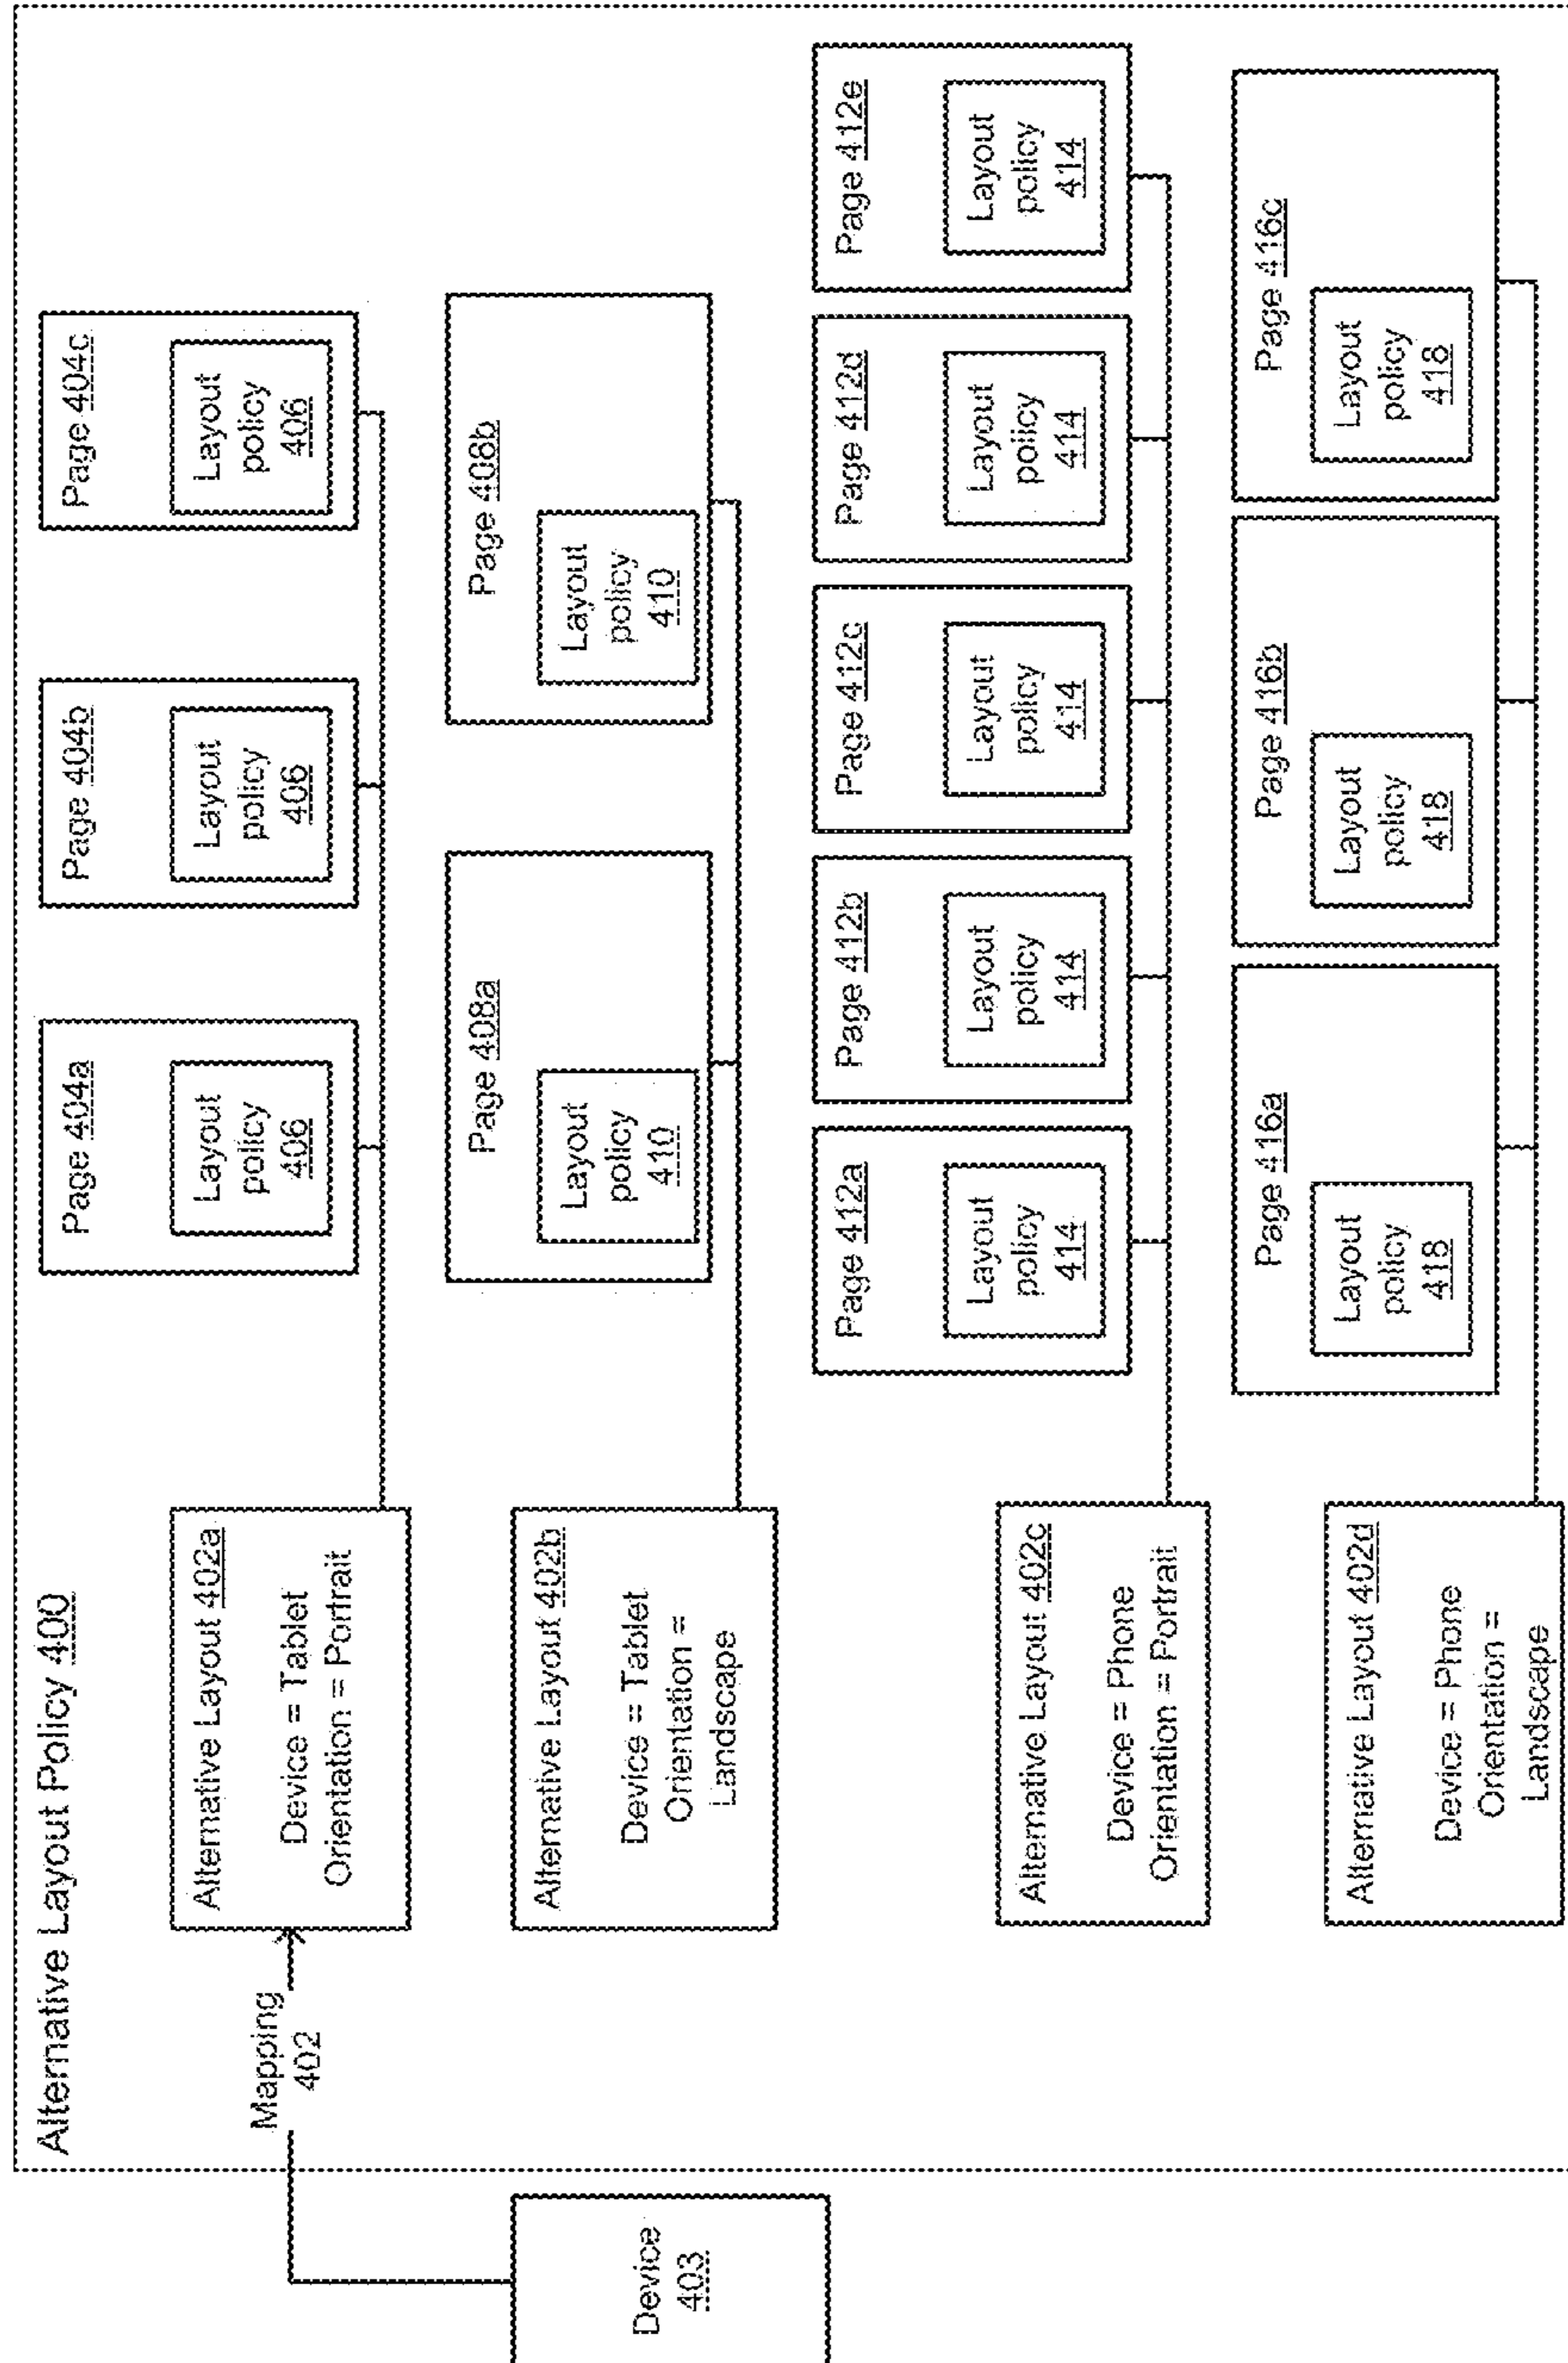 Alternative Layout Policy 400
Device
403
Mapping
402
Alternative Layout 402a
Device = Tablet
Orientation = Portrait
Page 404a
Layout
policy
406
Page 404b
Layout
policy
406
Page 404c
Layout
policy
406
Alternative Layout 402b
Device = Tablet
Orientation =
Landscape
Page 408a
Layout
policy
410
Page 408b
Layout
policy
410
Alternative Layout 402c
Device = Phone
Orientation = Portrait
Page 412a
Layout
policy
414
Page 412b
Layout
policy
414
Page 412c
Layout
policy
414
Page 412d
Layout
policy
414
Page 412e
Layout
policy
414
Alternative Layout 402d
Device = Phone
Orientation =
Landscape
Page 416a
Layout
policy
418
Page 416b
Layout
policy
418
Page 416c
Layout
policy
418